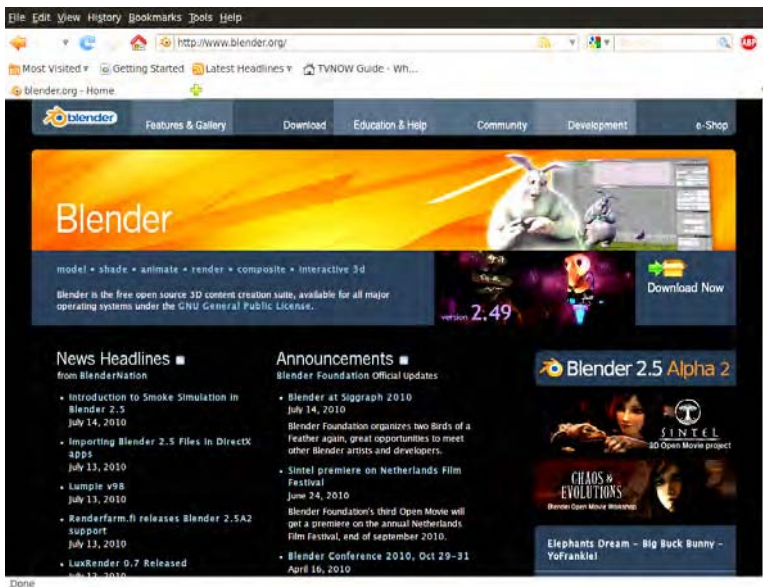 File Edit View History Bookmarks Tools Help
http://www.blender.org/
ABP
Most Visited Getting Started Latest Headlines TVNOW Guide - Wh...
blender.org - Home
blender Features & Gallery Download Education & Help Community Development e-Shop
Blender
model • shade • animate • render • composite • interactive 3d
Blender is the free open source 3D content creation suite, available for all major
operating systems under the GNU General Public License.
version 2.49
Download Now
News Headlines
from BlenderNation
• Introduction to Smoke Simulation in
Blender 2.5
July 14, 2010
• Importing Blender 2.5 Files in DirectX
apps
July 13, 2010
• Lumpie v98
July 13, 2010
• Renderfarm.fi releases Blender 2.5A2
support
July 13, 2010
• LuxRender 0.7 Released
July 13, 2010
Announcements
Blender Foundation Official Updates
• Blender at Siggraph 2010
July 14, 2010
Blender Foundation organizes two Birds of a
Feather again, great opportunities to meet
other Blender artists and developers.
• Sintel premiere on Netherlands Film
Festival
June 24, 2010
Blender Foundation's third Open Movie will
get a premiere on the annual Netherlands
Film Festival, end of september 2010.
• Blender Conference 2010, Oct 29-31
April 16, 2010
Blender 2.5 Alpha 2
SINTEL
3D Open Movie project
CHAOS &
EVOLUTIONS
Blender Open Movie Workshop
Elephants Dream - Big Buck Bunny -
YoFrankie!
Done